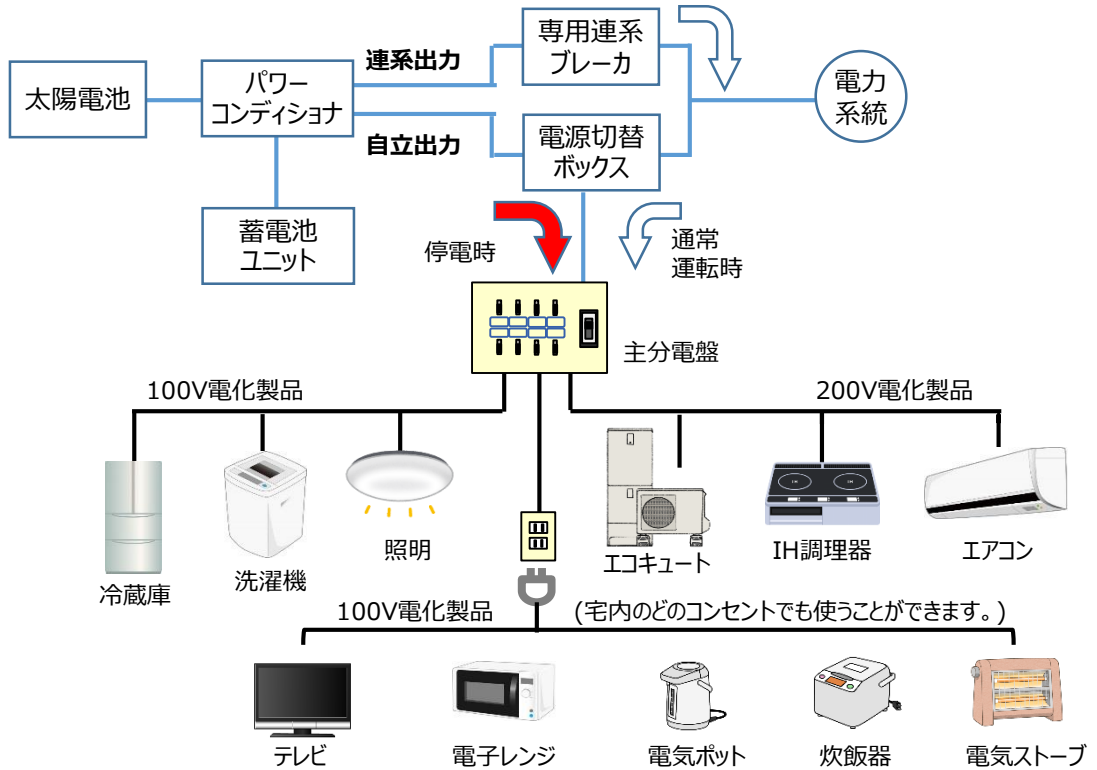 専用連系
ブレーカ
連系出力
太陽電池
パワー
コンディショナ
電力
系統
自立出力
電源切替
ボックス
蓄電池
ユニット
停電時
通常
運転時
主分電盤
100V電化製品
200V電化製品
冷蔵庫
洗濯機
照明
エコキュート
IH調理器
エアコン
100V電化製品
(宅内のどのコンセントでも使うことができます。)
テレビ
電子レンジ
電気ポット
炊飯器
電気ストーブ